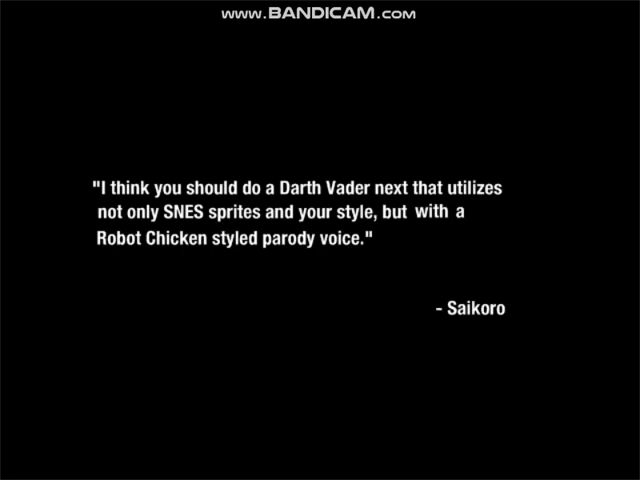 www.BANDICAM.com
"I think you should do a Darth Vader next that utilizes
not only SNES sprites and your style, but with a
Robot Chicken styled parody voice."
- Saikoro